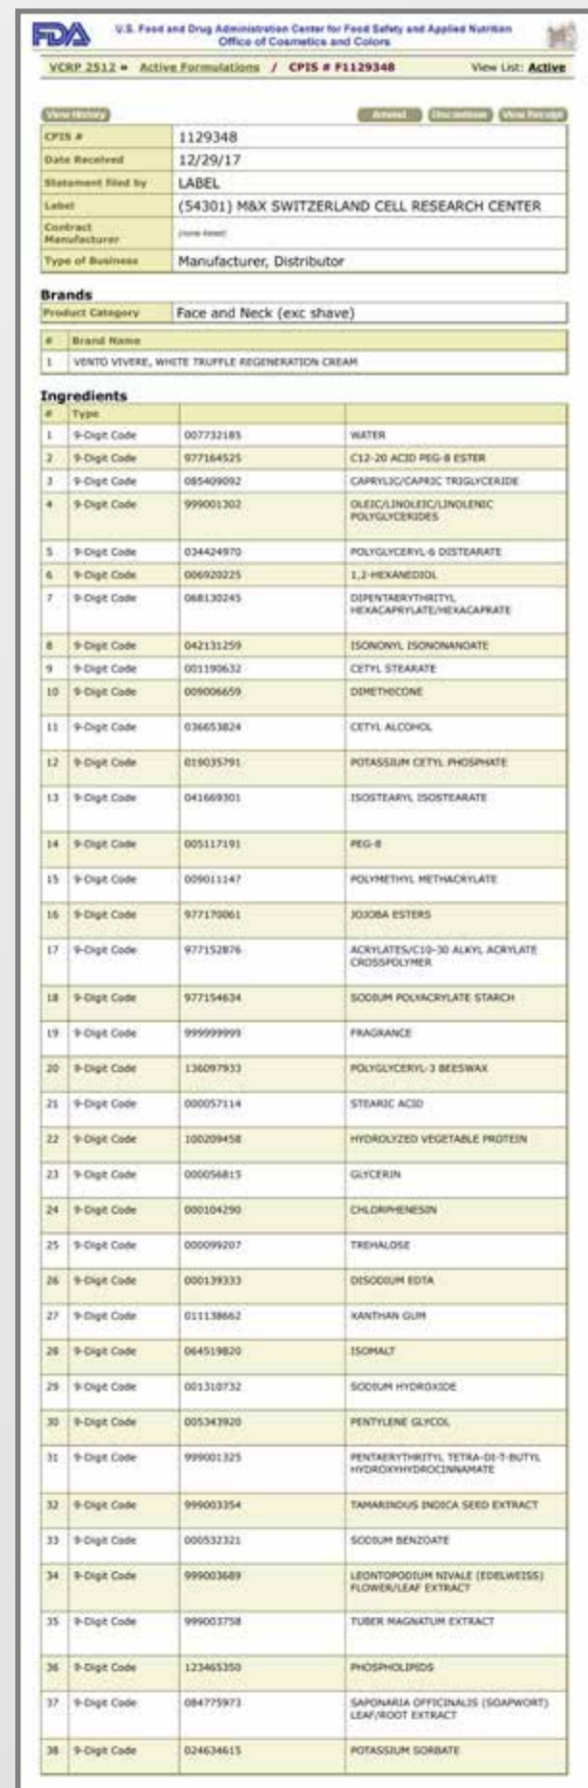 FDA
U.S. Food and Drug Administration Center for Food Safety and Applied Nutrition
Office of Cosmetics and Colors
VCRP 2512 » Active Formulations / CPIS # F1129348 View List: Active
View History Amend Discontinue View Receipt
CPIS # 1129348
Date Received 12/29/17
Statement filed by LABEL
Label (54301) M&X SWITZERLAND CELL RESEARCH CENTER
Contract
Manufacturer (none listed)
Type of Business Manufacturer, Distributor
Brands
Product Category Face and Neck (exc shave)
# Brand Name
1 VENTO VIVERE, WHITE TRUFFLE REGENERATION CREAM
Ingredients
# Type
1 9-Digit Code 007732185 WATER
2 9-Digit Code 977164525 C12-20 ACID PEG-8 ESTER
3 9-Digit Code 085409092 CAPRYLIC/CAPRIC TRIGLYCERIDE
4 9-Digit Code 999001302 OLEIC/LINOLEIC/LINOLENIC
POLYGLYCERIDES
5 9-Digit Code 034424970 POLYGLYCERYL-6 DISTEARATE
6 9-Digit Code 006920225 1,2-HEXANEDIOL
7 9-Digit Code 068130245 DIPENTAERYTHRITYL
HEXACAPRYLATE/HEXACAPRATE
8 9-Digit Code 042131259 ISONONYL ISONONANOATE
9 9-Digit Code 001190632 CETYL STEARATE
10 9-Digit Code 009006659 DIMETHICONE
11 9-Digit Code 036653824 CETYL ALCOHOL
12 9-Digit Code 019035791 POTASSIUM CETYL PHOSPHATE
13 9-Digit Code 041669301 ISOSTEARYL ISOSTEARATE
14 9-Digit Code 005117191 PEG-8
15 9-Digit Code 009011147 POLYMETHYL METHACRYLATE
16 9-Digit Code 977170061 JOJOBA ESTERS
17 9-Digit Code 977152876 ACRYLATES/C10-30 ALKYL ACRYLATE
CROSSPOLYMER
18 9-Digit Code 977154634 SODIUM POLYACRYLATE STARCH
19 9-Digit Code 999999999 FRAGRANCE
20 9-Digit Code 136097933 POLYGLYCERYL-3 BEESWAX
21 9-Digit Code 000057114 STEARIC ACID
22 9-Digit Code 100209458 HYDROLYZED VEGETABLE PROTEIN
23 9-Digit Code 000056815 GLYCERIN
24 9-Digit Code 000104290 CHLORPHENESIN
25 9-Digit Code 000099207 TREHALOSE
26 9-Digit Code 000139333 DISODIUM EDTA
27 9-Digit Code 011138662 XANTHAN GUM
28 9-Digit Code 064519820 ISOMALT
29 9-Digit Code 001310732 SODIUM HYDROXIDE
30 9-Digit Code 005343920 PENTYLENE GLYCOL
31 9-Digit Code 999001325 PENTAERYTHRITYL TETRA-DI-T-BUTYL
HYDROXYHYDROCINNAMATE
32 9-Digit Code 999003354 TAMARINDUS INDICA SEED EXTRACT
33 9-Digit Code 000532321 SODIUM BENZOATE
34 9-Digit Code 999003689 LEONTOPODIUM NIVALE (EDELWEISS)
FLOWER/LEAF EXTRACT
35 9-Digit Code 999003758 TUBER MAGNATUM EXTRACT
36 9-Digit Code 123465350 PHOSPHOLIPIDS
37 9-Digit Code 084775973 SAPONARIA OFFICINALIS (SOAPWORT)
LEAF/ROOT EXTRACT
38 9-Digit Code 024634615 POTASSIUM SORBATE